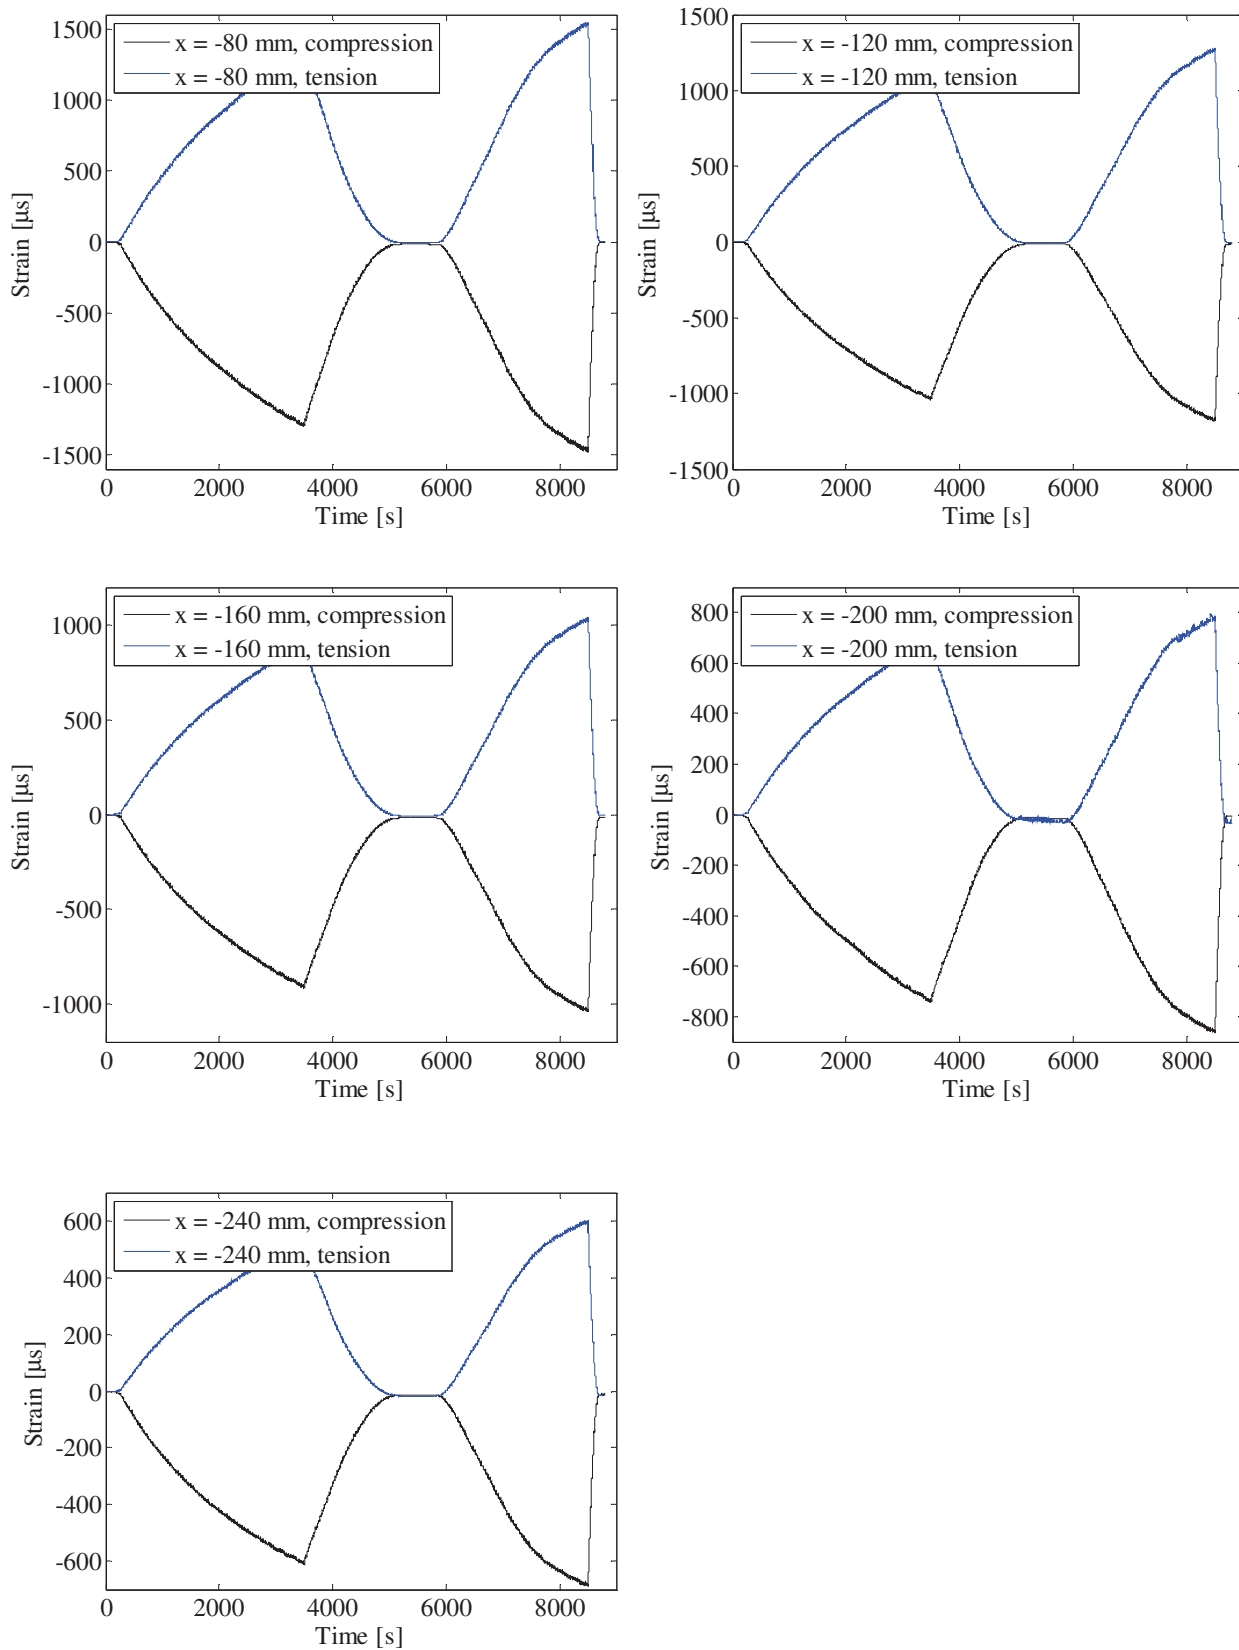 x = -80 mm, compression
x = -80 mm, tension
1500
1000
500
0
-500
-1000
-1500
Strain [µs]
0 2000 4000 6000 8000
Time [s]
x = -120 mm, compression
x = -120 mm, tension
1500
1000
500
0
-500
-1000
-1500
Strain [µs]
0 2000 4000 6000 8000
Time [s]
x = -160 mm, compression
x = -160 mm, tension
1000
500
0
-500
-1000
Strain [µs]
0 2000 4000 6000 8000
Time [s]
x = -200 mm, compression
x = -200 mm, tension
800
600
400
200
0
-200
-400
-600
-800
Strain [µs]
0 2000 4000 6000 8000
Time [s]
x = -240 mm, compression
x = -240 mm, tension
600
400
200
0
-200
-400
-600
Strain [µs]
0 2000 4000 6000 8000
Time [s]